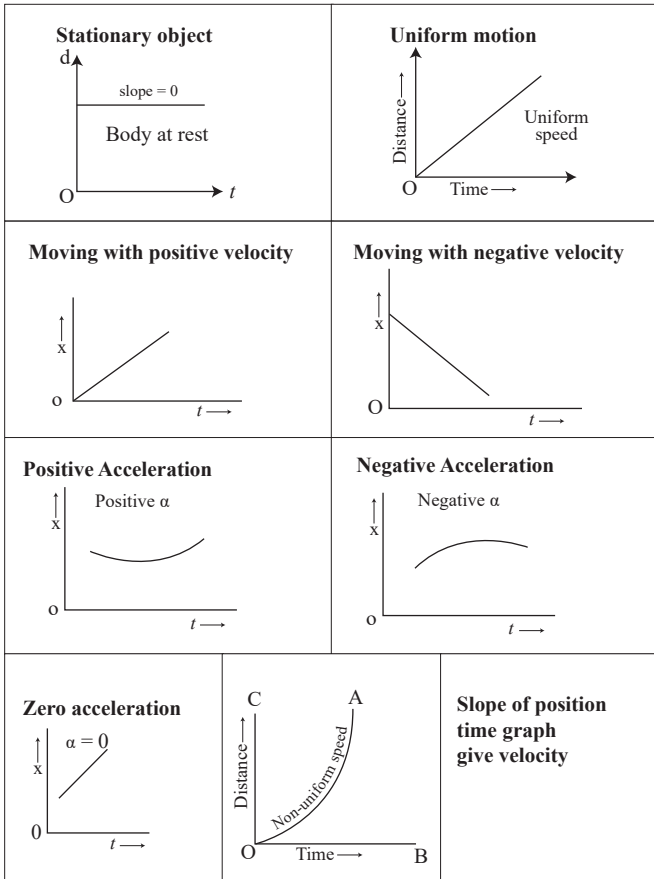 Stationary object
d
slope = 0
Body at rest
O
t
Uniform motion
Distance
Uniform
speed
O
Time
Moving with positive velocity
x
o
t
Moving with negative velocity
x
O
t
Positive Acceleration
Positive α
x
o
t
Negative Acceleration
Negative α
x
o
t
Zero acceleration
α = 0
x
0
t
C
A
Distance
Non-uniform speed
O
Time
B
Slope of position
time graph
give velocity